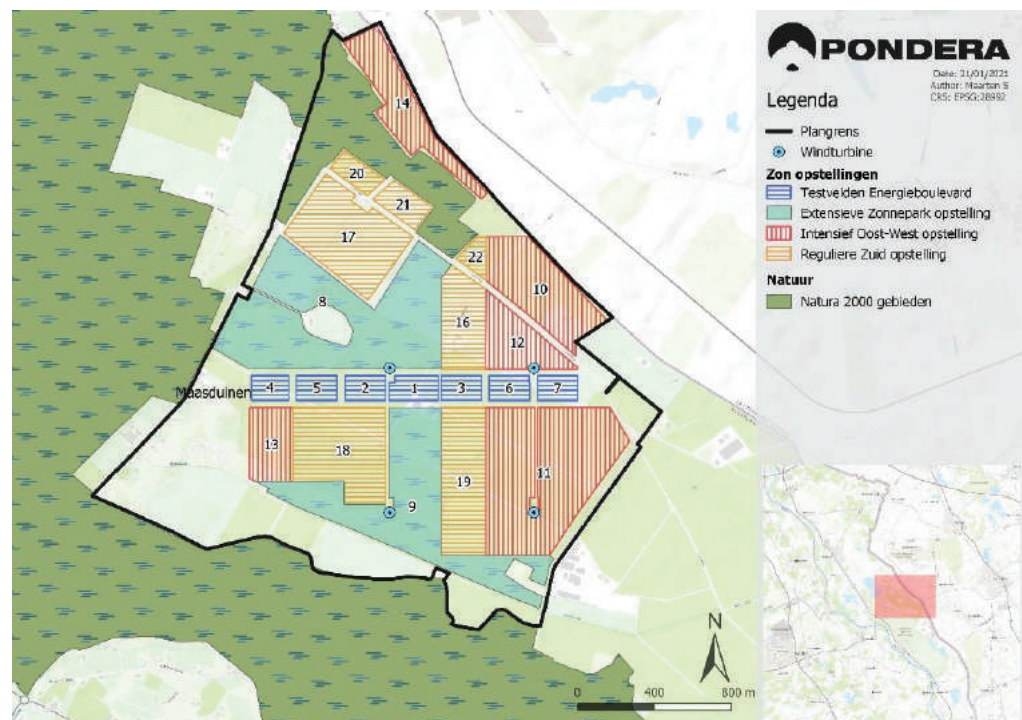 PONDERA
Date: 21/01/2021
Author: Maarten S
CRS: EPSG:28992
Legenda
Plangrens
Windturbine
Zon opstellingen
Testvelden Energieboulevard
Extensieve Zonnepark opstelling
Intensief Oost-West opstelling
Reguliere Zuid opstelling
Natuur
Natura 2000 gebieden
14
20
21
17
22
10
8
16
12
Maasduinen
4
5
2
1
3
6
7
13
18
19
11
9
N
0 400 800 m